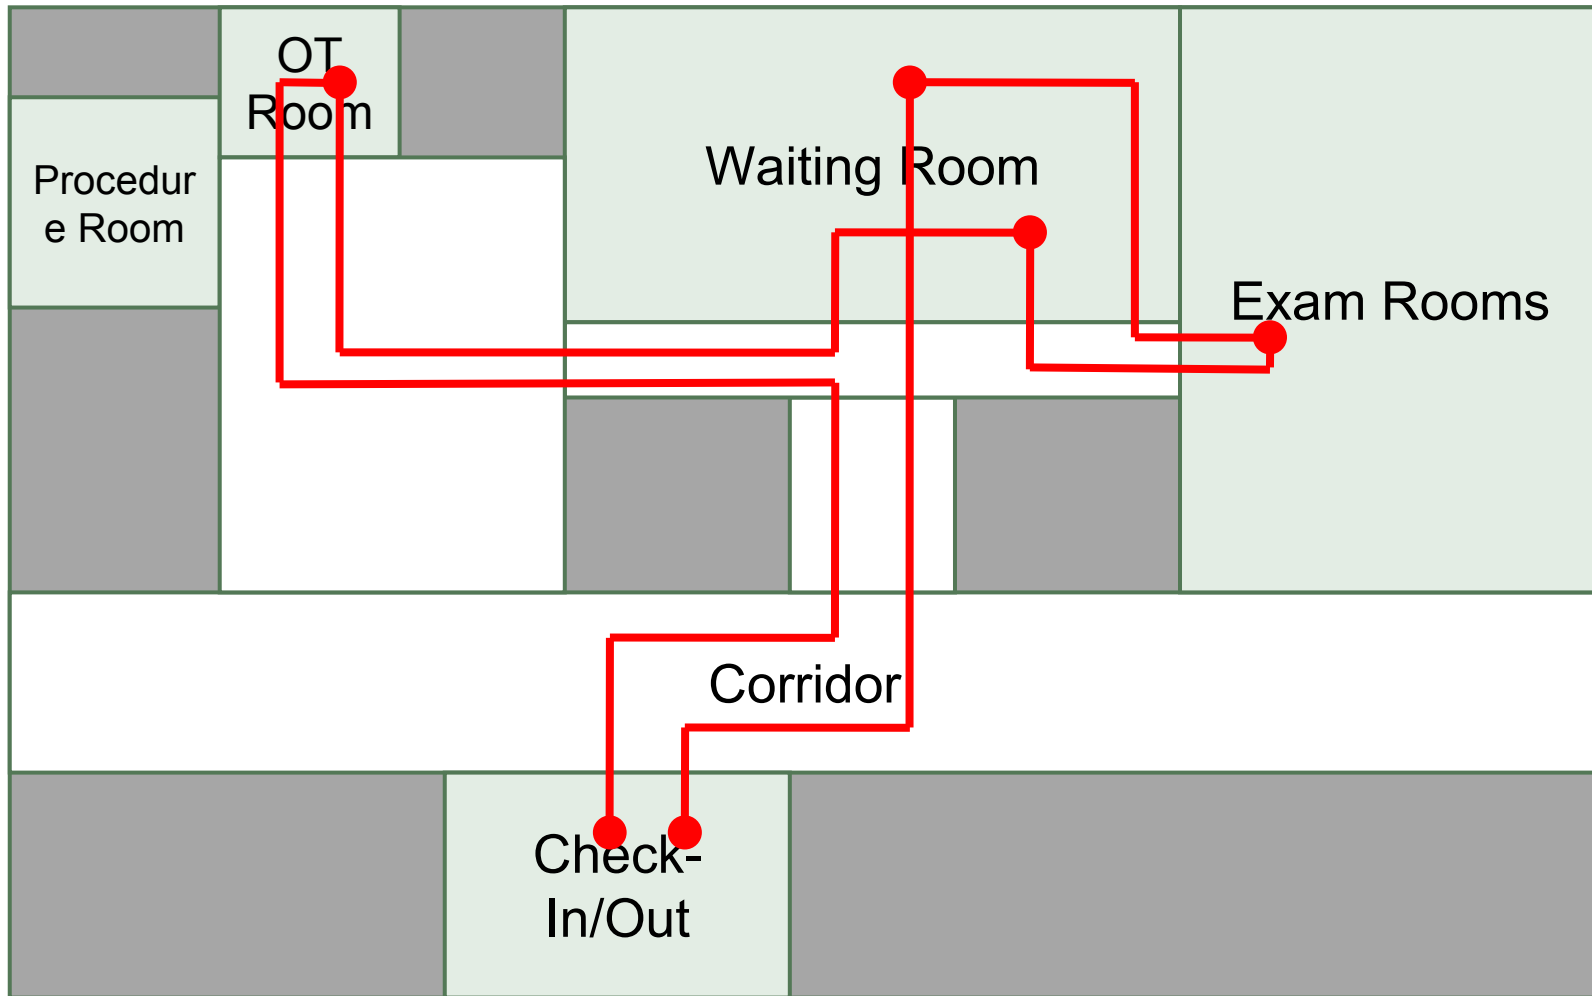 OT
Room
Procedur
e Room
Waiting Room
Exam Rooms
Corridor
Check-
In/Out